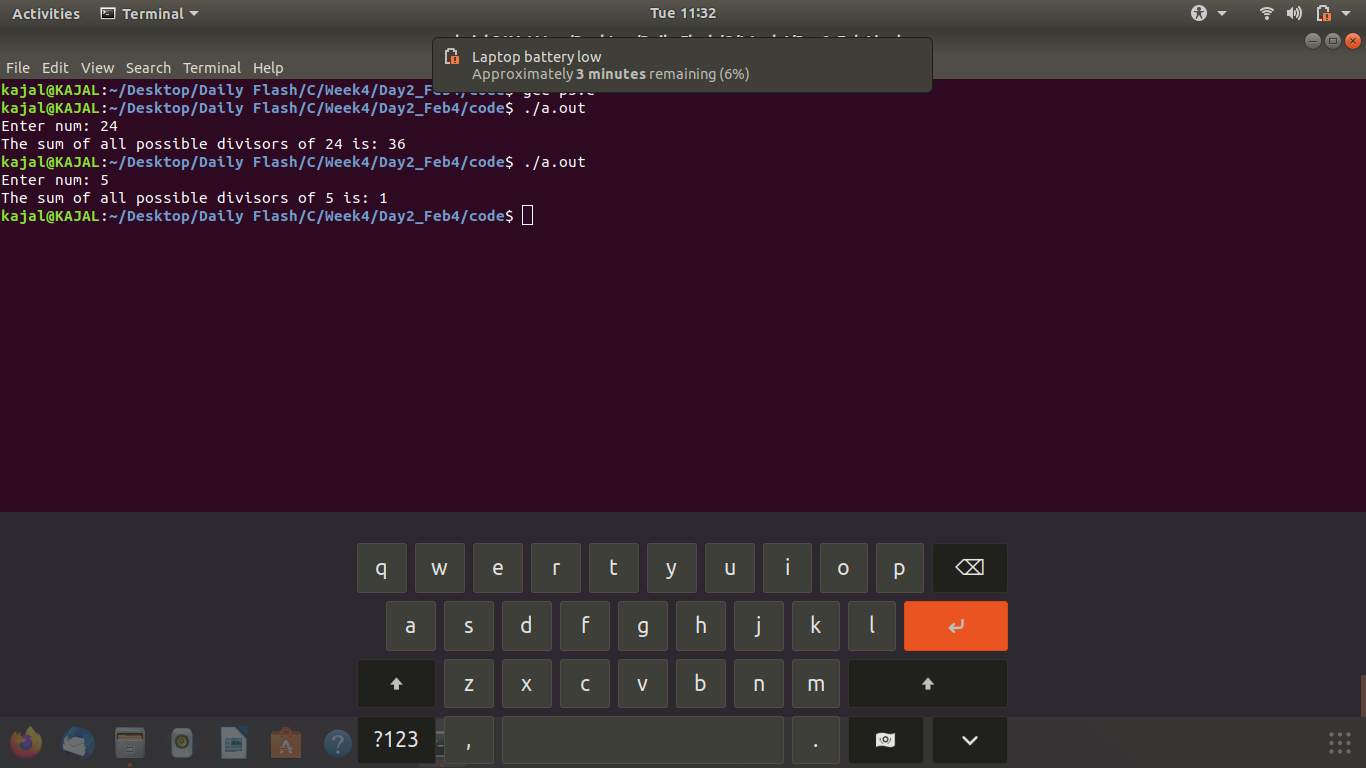 Activities Terminal Tue 11:32
Laptop battery low
Approximately 3 minutes remaining (6%)
File Edit View Search Terminal Help
kajal@KAJAL:~/Desktop/Daily Flash/C/Week4/Day2_Feb4/code$
kajal@KAJAL:~/Desktop/Daily Flash/C/Week4/Day2_Feb4/code$ ./a.out
Enter num: 24
The sum of all possible divisors of 24 is: 36
kajal@KAJAL:~/Desktop/Daily Flash/C/Week4/Day2_Feb4/code$ ./a.out
Enter num: 5
The sum of all possible divisors of 5 is: 1
kajal@KAJAL:~/Desktop/Daily Flash/C/Week4/Day2_Feb4/code$
q w e r t y u i o p
a s d f g h j k l
z x c v b n m
?123 , .